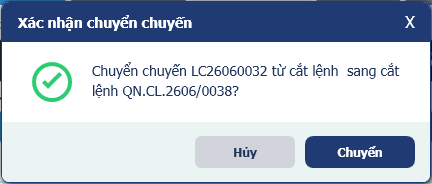 Xác nhận chuyển chuyến
X
Chuyển chuyến LC26060032 từ cắt lệnh  sang cắt
lệnh QN.CL.2606/0038?
Hủy
Chuyển